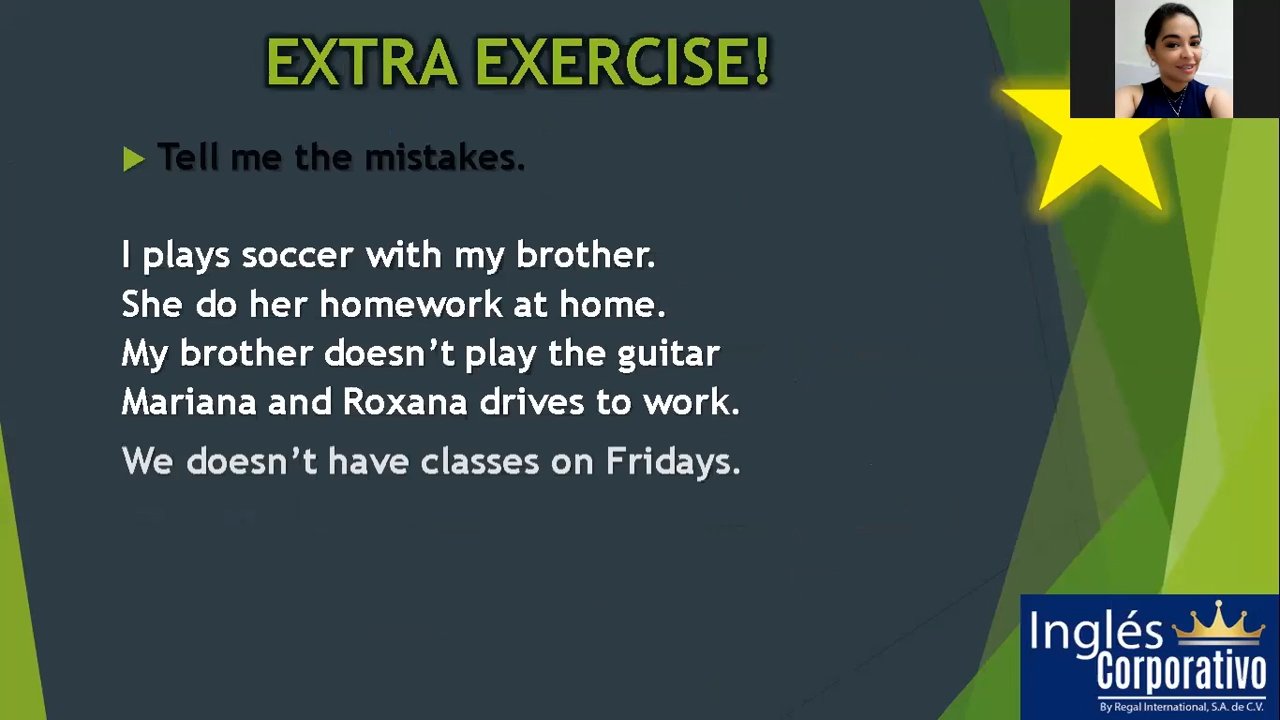 EXTRA EXERCISE!
Tell me the mistakes.
I plays soccer with my brother.
She do her homework at home.
My brother doesn’t play the guitar
Mariana and Roxana drives to work.
We doesn’t have classes on Fridays.
Inglés
Corporativo
By Regal International, S.A. de C.V.